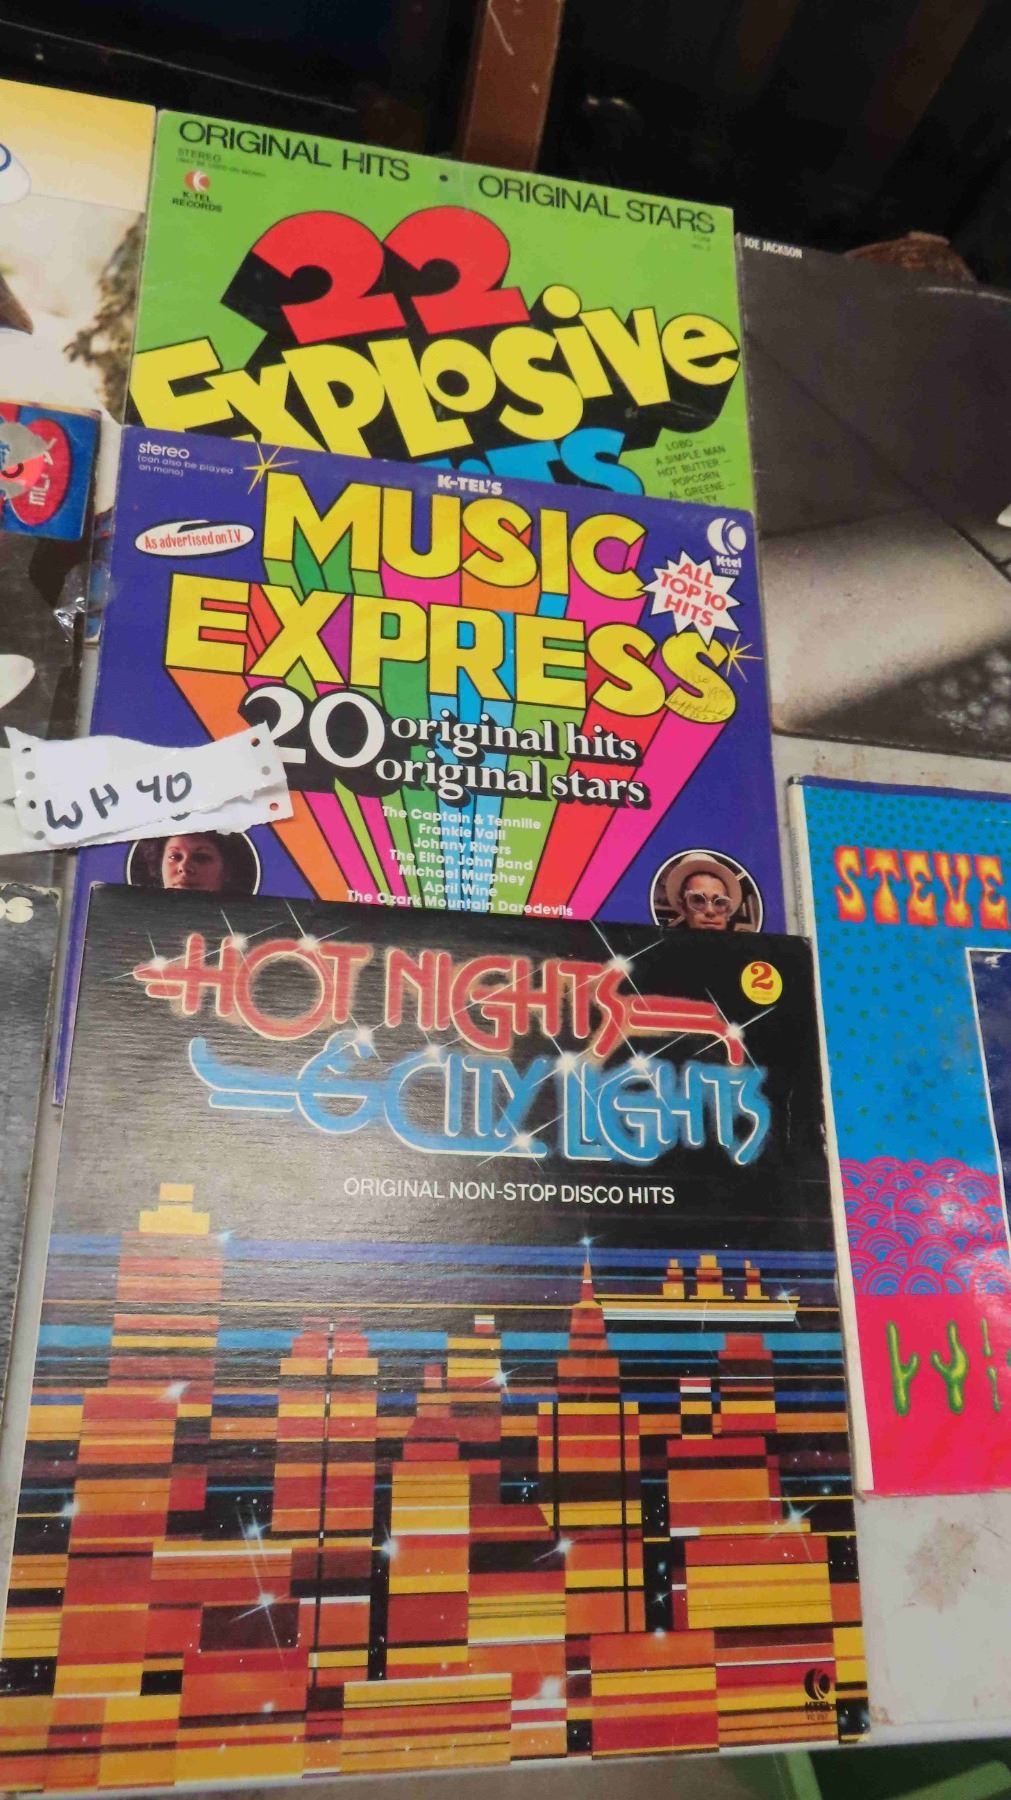 ORIGINAL HITS • ORIGINAL STARS
STEREO
K-TEL
RECORDS
22
EXPLOSIVE
LOBO –
A SIMPLE MAN
HOT BUTTER –
POPCORN
AL GREENE –
JOE JACKSON
stereo
(can also be played
on mono)
K-TEL'S
MUSIC
EXPRESS
As advertised on T.V.
K-tel
TC228
ALL
TOP 10
HITS
20 original hits
original stars
The Captain & Tennille
Frankie Valli
Johnny Rivers
The Elton John Band
Michael Murphey
April Wine
The Ozark Mountain Daredevils
WH 40
HOT NIGHTS
& CITY LIGHTS
2
ORIGINAL NON-STOP DISCO HITS
K-TEL
STEVE